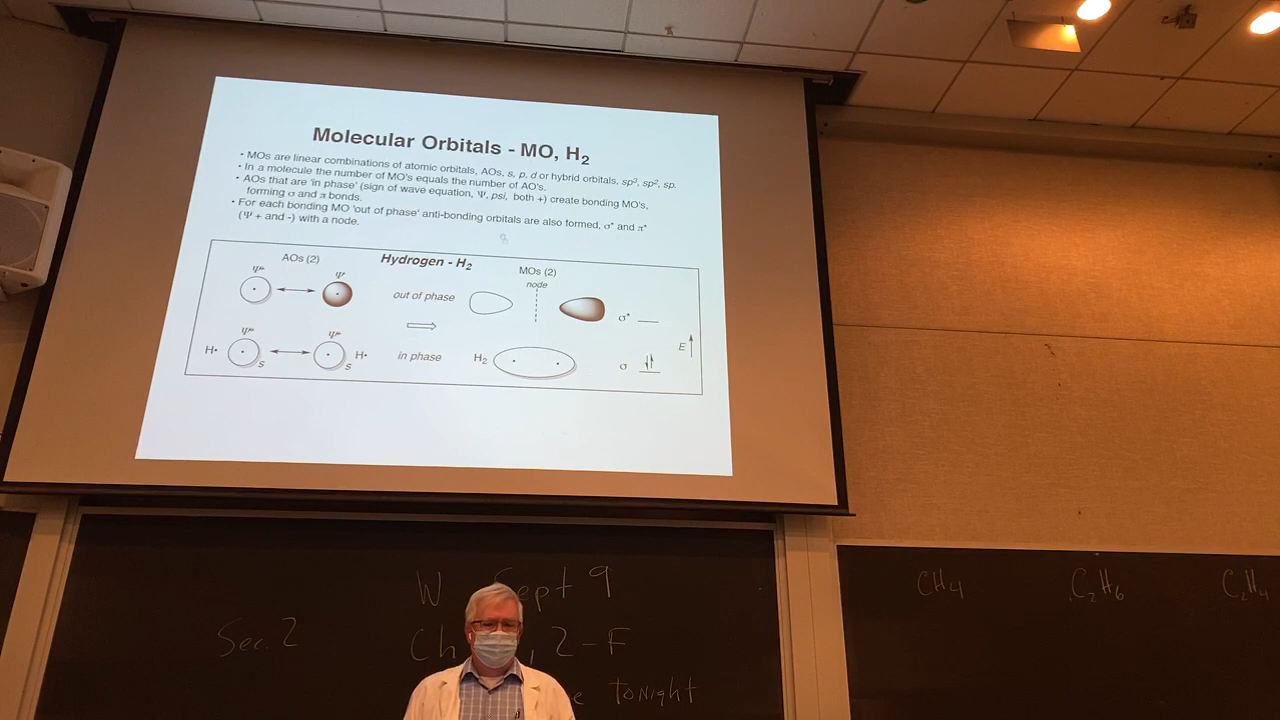 Molecular Orbitals - MO, H₂
• MOs are linear combinations of atomic orbitals, AOs, s, p, d or hybrid orbitals, sp³, sp², sp.
• In a molecule the number of MO's equals the number of AO's.
• AOs that are 'in phase' (sign of wave equation, Ψ, psi, both +) create bonding MO's,
forming σ and π bonds.
• For each bonding MO 'out of phase' anti-bonding orbitals are also formed, σ* and π*
(Ψ + and -) with a node.
AOs (2)
Hydrogen - H₂
MOs (2)
node
out of phase
σ*
E
H•
s
s
H•
in phase
H₂
σ
W Sept 9
Sec. 2
Ch , 2-F
tonight
CH₄
C₂H₆
C₂H₄